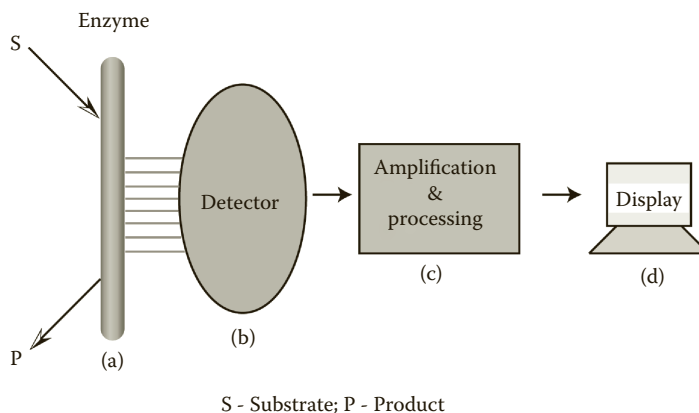 Enzyme
S
Detector
Amplification
&
processing
Display
P
(a)
(b)
(c)
(d)
S - Substrate; P - Product